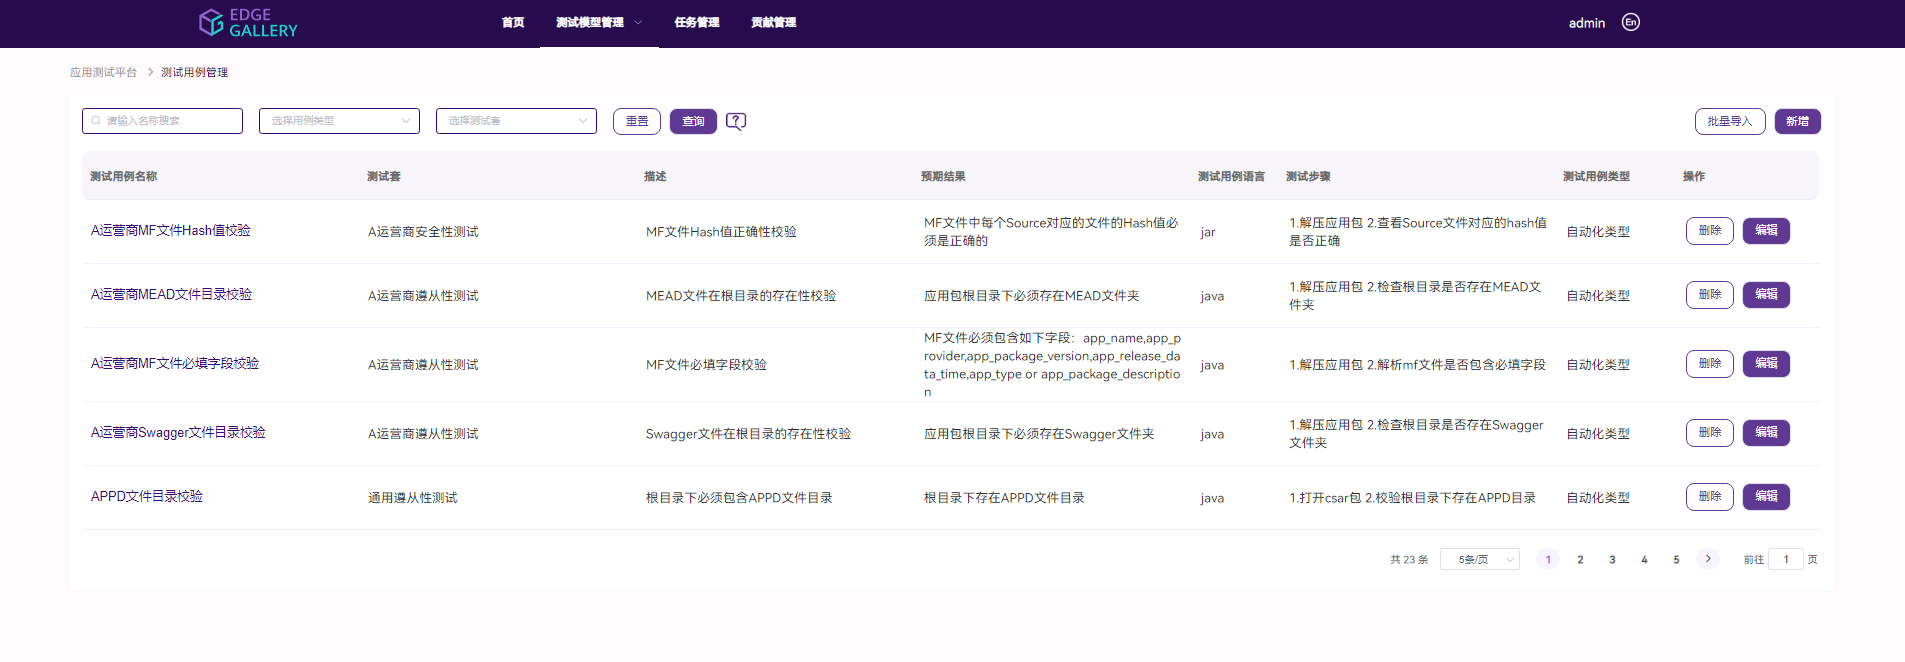 EDGE
GALLERY
首页
测试模型管理
任务管理
贡献管理
admin
En
应用测试平台 > 测试用例管理
请输入名称搜索
选择用例类型
选择测试套
重置
查询
?
批量导入
新增
测试用例名称
测试套
描述
预期结果
测试用例语言
测试步骤
测试用例类型
操作
A运营商MF文件Hash值校验
A运营商安全性测试
MF文件Hash值正确性校验
MF文件中每个Source对应的文件的Hash值必
须是正确的
jar
1.解压应用包 2.查看Source文件对应的hash值
是否正确
自动化类型
删除
编辑
A运营商MEAD文件目录校验
A运营商遵从性测试
MEAD文件在根目录的存在性校验
应用包根目录下必须存在MEAD文件夹
java
1.解压应用包 2.检查根目录是否存在MEAD文
件夹
自动化类型
删除
编辑
A运营商MF文件必填字段校验
A运营商遵从性测试
MF文件必填字段校验
MF文件必须包含如下字段：app_name,app_p
rovider,app_package_version,app_release_da
ta_time,app_type or app_package_descriptio
n
java
1.解压应用包 2.解析mf文件是否包含必填字段
自动化类型
删除
编辑
A运营商Swagger文件目录校验
A运营商遵从性测试
Swagger文件在根目录的存在性校验
应用包根目录下必须存在Swagger文件夹
java
1.解压应用包 2.检查根目录是否存在Swagger
文件夹
自动化类型
删除
编辑
APPD文件目录校验
通用遵从性测试
根目录下必须包含APPD文件目录
根目录下存在APPD文件目录
java
1.打开csar包 2.校验根目录下存在APPD目录
自动化类型
删除
编辑
共 23 条
5条/页
1
2
3
4
5
>
前往 1 页